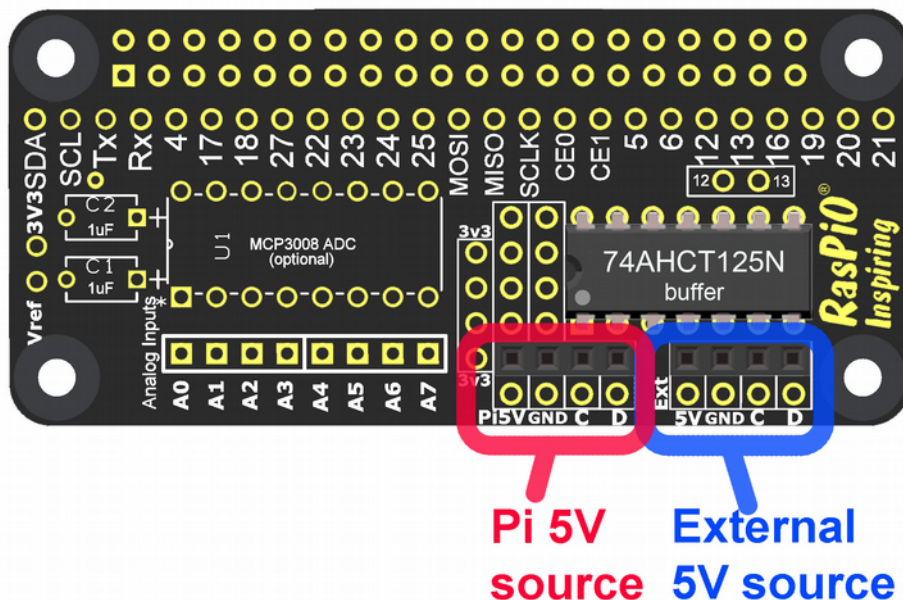 3V3
SDA
SCL
Tx
Rx
4
17
18
27
22
23
24
25
MOSI
MISO
SCLK
CE0
CE1
5
6
12
13
16
19
20
21
12 13
C2
1uF
+
C1
1uF
+
Vref
U1
MCP3008 ADC
(optional)
*
Analog Inputs
A0
A1
A2
A3
A4
A5
A6
A7
3v3
3v3
74AHCT125N
buffer
RasPiO®
Inspiring
Pi5V GND C D
Ext
5V GND C D
Pi 5V
source
External
5V source